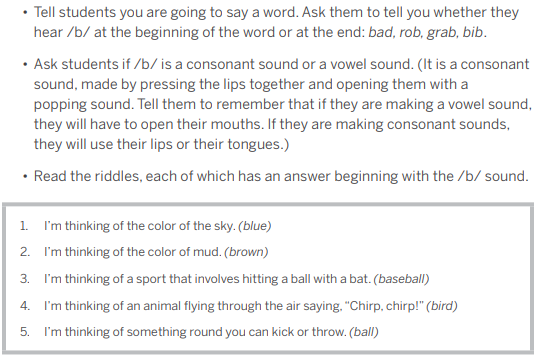 • Tell students you are going to say a word. Ask them to tell you whether they
hear /b/ at the beginning of the word or at the end: bad, rob, grab, bib.
• Ask students if /b/ is a consonant sound or a vowel sound. (It is a consonant
sound, made by pressing the lips together and opening them with a
popping sound. Tell them to remember that if they are making a vowel sound,
they will have to open their mouths. If they are making consonant sounds,
they will use their lips or their tongues.)
• Read the riddles, each of which has an answer beginning with the /b/ sound.
1. I'm thinking of the color of the sky. (blue)
2. I'm thinking of the color of mud. (brown)
3. I'm thinking of a sport that involves hitting a ball with a bat. (baseball)
4. I'm thinking of an animal flying through the air saying, “Chirp, chirp!” (bird)
5. I'm thinking of something round you can kick or throw. (ball)